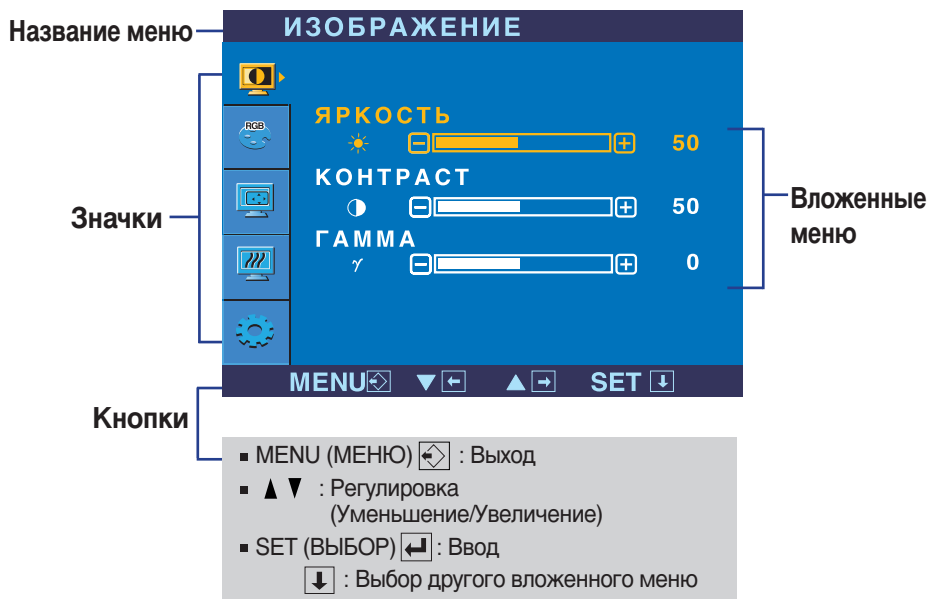 Название меню
ИЗОБРАЖЕНИЕ
RGB
ЯРКОСТЬ
50
КОНТРАСТ
50
ГАММА
γ
0
Значки
Вложенные
меню
MENU ▼ ← ▲ → SET ↓
Кнопки
▪ MENU (МЕНЮ) : Выход
▪ ▲ ▼ : Регулировка
(Уменьшение/Увеличение)
▪ SET (ВЫБОР) ↵ : Ввод
↓ : Выбор другого вложенного меню